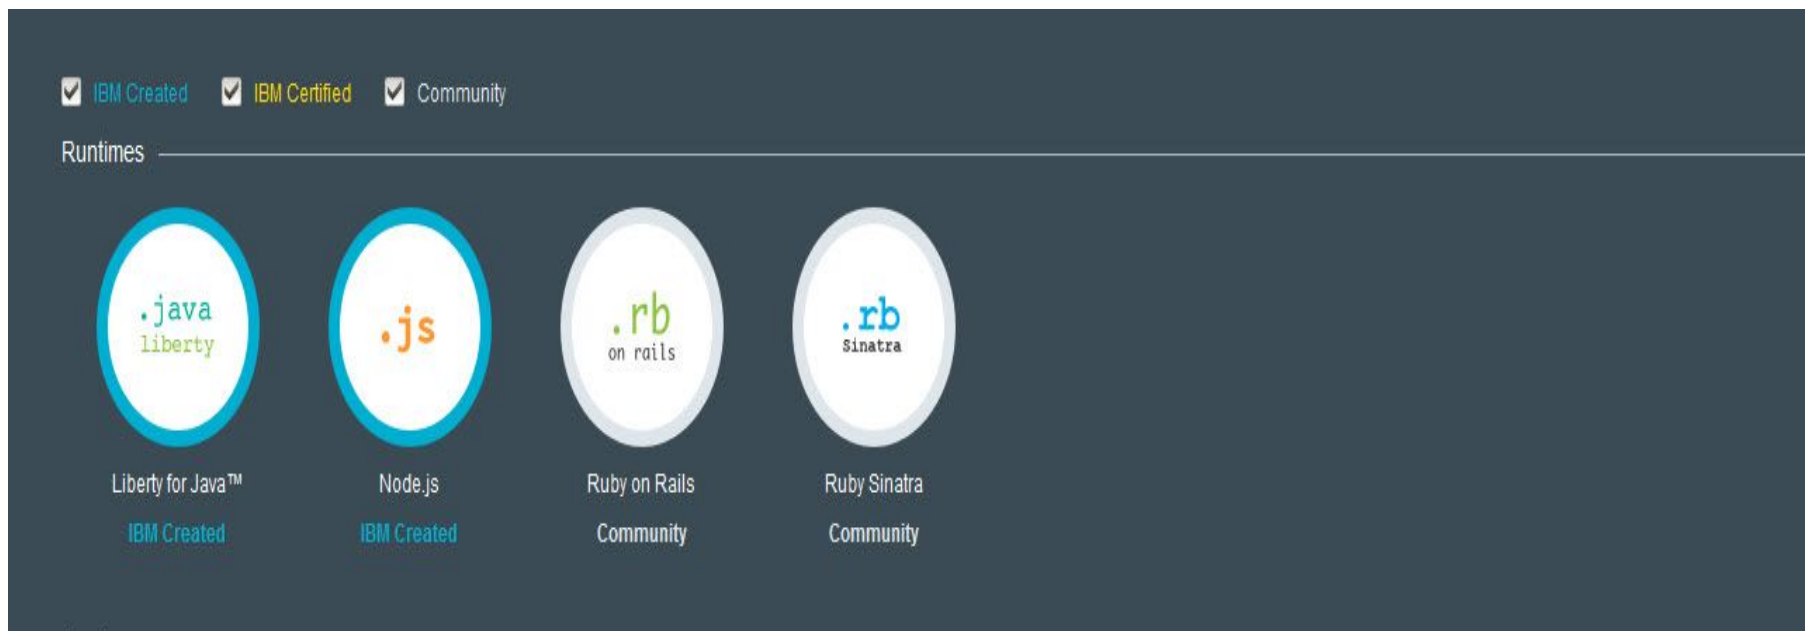 IBM Created IBM Certified Community
Runtimes
.java
liberty
.js
.rb
on rails
.rb
Sinatra
Liberty for Java™ Node.js Ruby on Rails Ruby Sinatra
IBM Created IBM Created Community Community